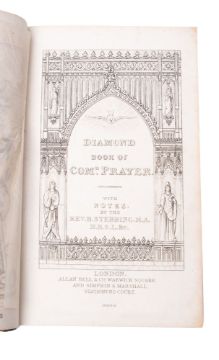 DIAMOND
BOOK OF
COMN. PRAYER.
WITH
NOTES.
BY THE
REV. H. STEBBING. M.A.
M.R.S.L. &c.
LONDON.
ALLAN BELL & CO. WARWICK SQUARE
AND SIMPKIN & MARSHALL
STATIONERS COURT.